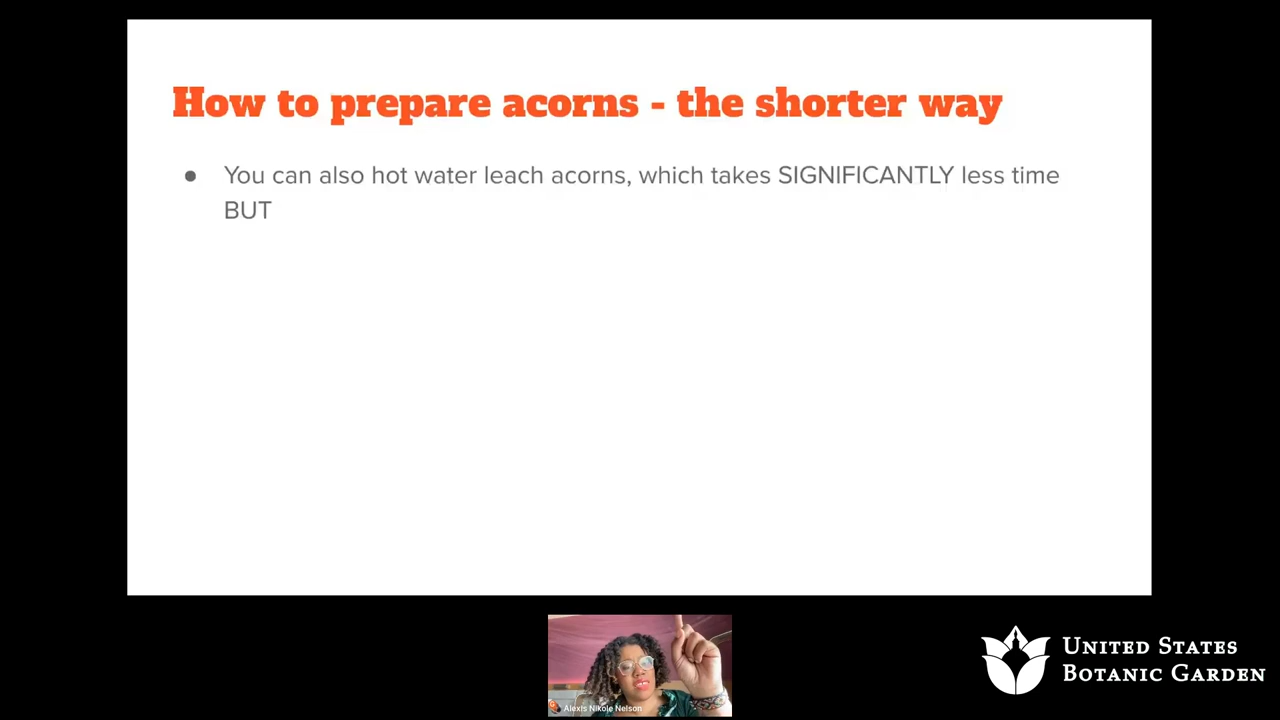 How to prepare acorns - the shorter way
● You can also hot water leach acorns, which takes SIGNIFICANTLY less time
BUT
Alexis Nikole Nelson
UNITED STATES
BOTANIC GARDEN